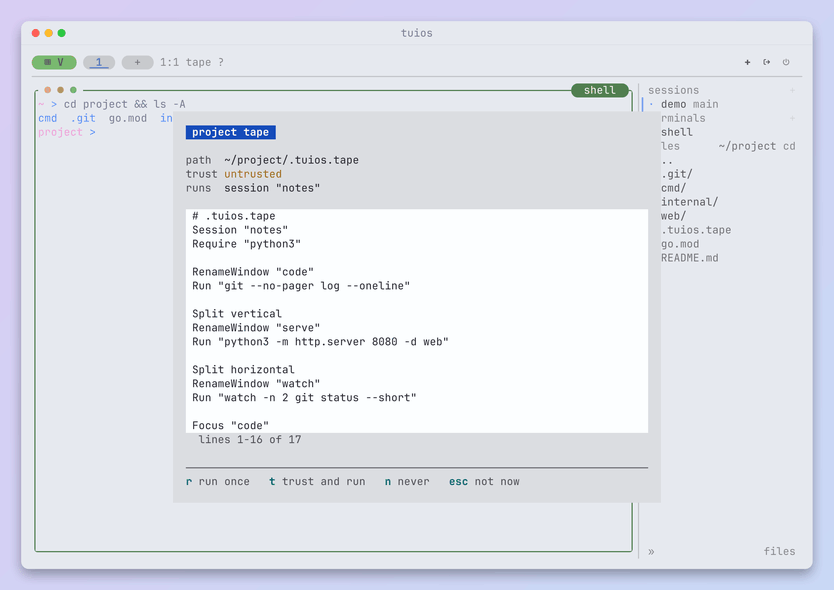 tuios
V 1 + 1:1 tape ?
+
shell
~ > cd project && ls -A
cmd .git go.mod in
project >
project tape
path ~/project/.tuios.tape
trust untrusted
runs session "notes"
# .tuios.tape
Session "notes"
Require "python3"
RenameWindow "code"
Run "git --no-pager log --oneline"
Split vertical
RenameWindow "serve"
Run "python3 -m http.server 8080 -d web"
Split horizontal
RenameWindow "watch"
Run "watch -n 2 git status --short"
Focus "code"
lines 1-16 of 17
r run once t trust and run n never esc not now
sessions +
· demo main
rminals +
shell
les ~/project cd
..
.git/
cmd/
internal/
web/
.tuios.tape
go.mod
README.md
» files